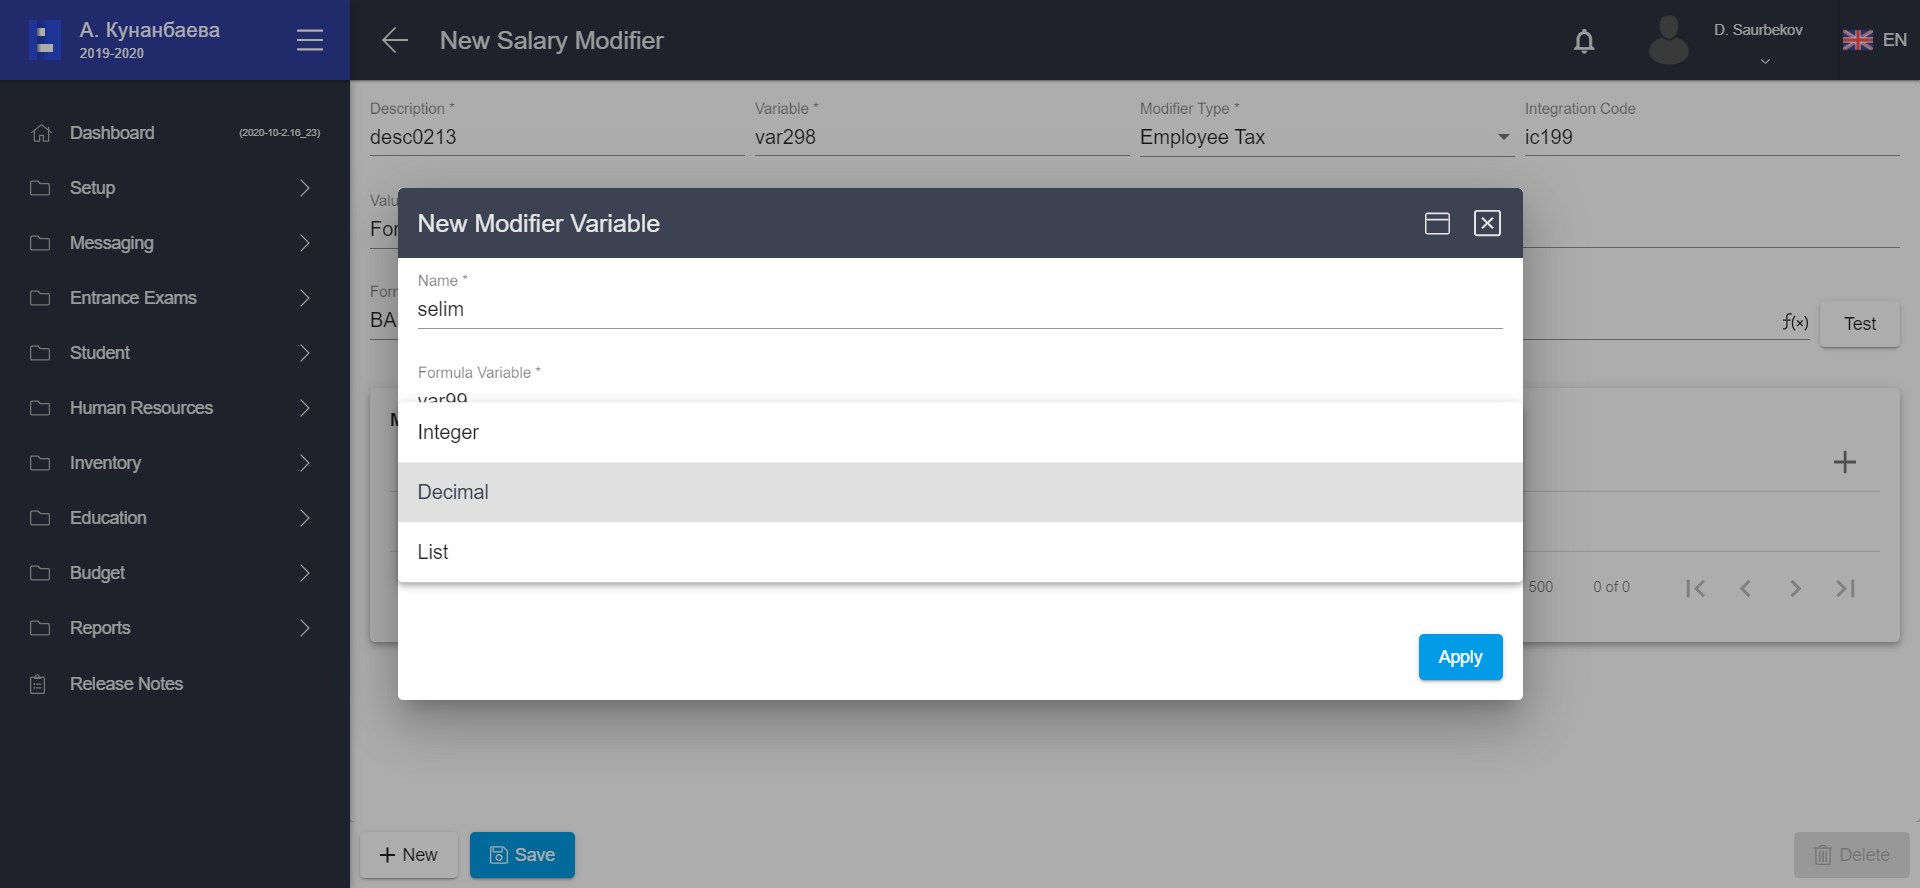 А. Кунанбаева
2019-2020
New Salary Modifier
D. Saurbekov
EN
Dashboard
(2020-10-2.16_23)
Setup
Messaging
Entrance Exams
Student
Human Resources
Inventory
Education
Budget
Reports
Release Notes
Description *
desc0213
Variable *
var298
Modifier Type *
Employee Tax
Integration Code
ic199
Valu
For
Form
BA
f(x)
Test
M
New Modifier Variable
Name *
selim
Formula Variable *
var99
Integer
Decimal
List
Apply
500
0 of 0
New
Save
Delete